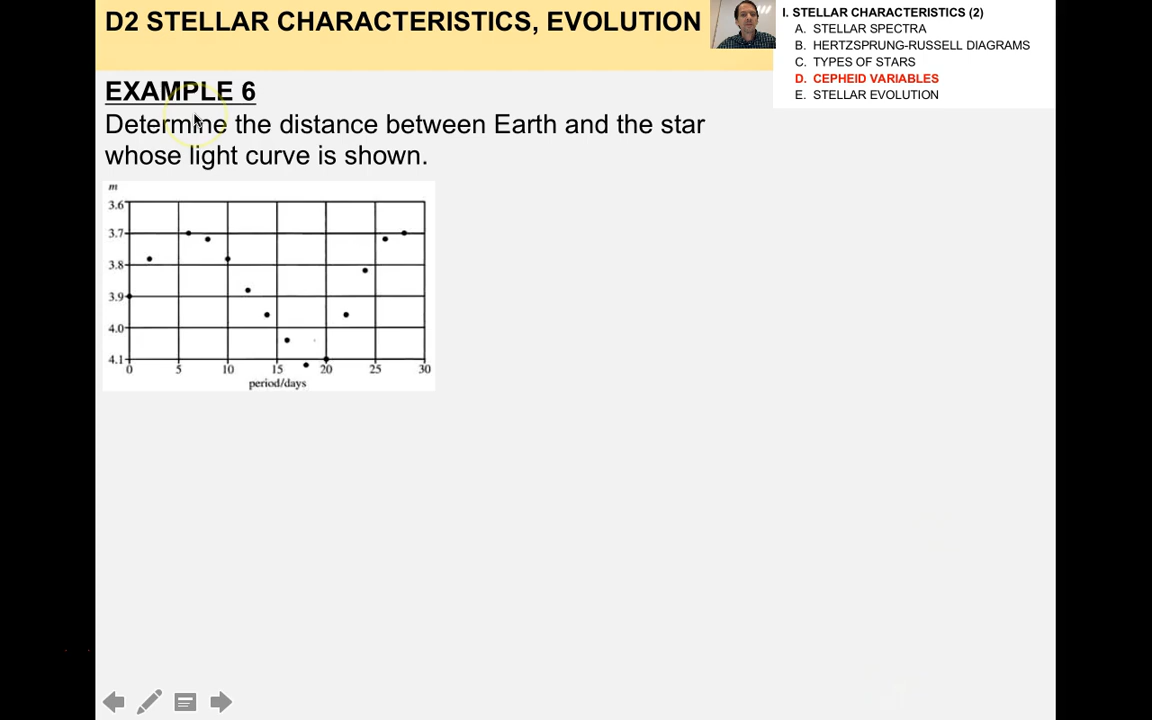 D2 STELLAR CHARACTERISTICS, EVOLUTION
I. STELLAR CHARACTERISTICS (2)
A. STELLAR SPECTRA
B. HERTZSPRUNG-RUSSELL DIAGRAMS
C. TYPES OF STARS
D. CEPHEID VARIABLES
E. STELLAR EVOLUTION
EXAMPLE 6
Determine the distance between Earth and the star
whose light curve is shown.
m
3.6
3.7
3.8
3.9
4.0
4.1
0 5 10 15 20 25 30
period/days